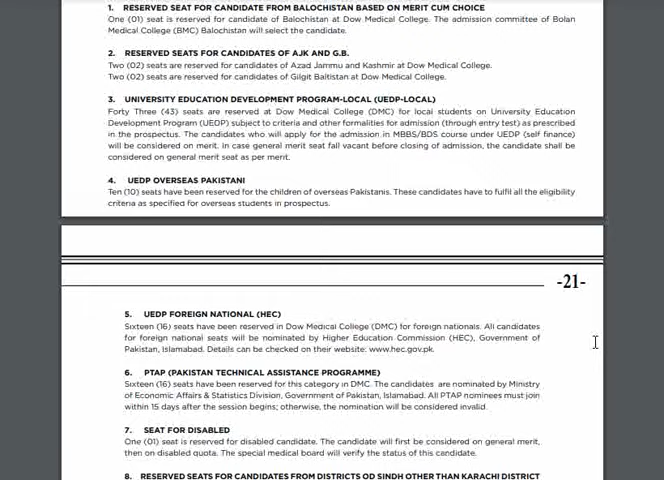 1. RESERVED SEAT FOR CANDIDATE FROM BALOCHISTAN BASED ON MERIT CUM CHOICE
One (01) seat is reserved for candidate of Balochistan at Dow Medical College. The admission committee of Bolan
Medical College (BMC) Balochistan will select the candidate.
2. RESERVED SEATS FOR CANDIDATES OF AJK AND G.B.
Two (02) seats are reserved for candidates of Azad Jammu and Kashmir at Dow Medical College.
Two (02) seats are reserved for candidates of Gilgit Baltistan at Dow Medical College.
3. UNIVERSITY EDUCATION DEVELOPMENT PROGRAM-LOCAL (UEDP-LOCAL)
Forty Three (43) seats are reserved at Dow Medical College (DMC) for local students on University Education
Development Program (UEDP) subject to criteria and other formalities for admission (through entry test) as prescribed
in the prospectus. The candidates who will apply for the admission in MBBS/BDS course under UEDP (self finance)
will be considered on merit. In case general merit seat fall vacant before closing of admission, the candidate shall be
considered on general merit seat as per merit.
4. UEDP OVERSEAS PAKISTANI
Ten (10) seats have been reserved for the children of overseas Pakistanis. These candidates have to fulfil all the eligibility
criteria as specified for overseas students in prospectus.
-21-
5. UEDP FOREIGN NATIONAL (HEC)
Sixteen (16) seats have been reserved in Dow Medical College (DMC) for foreign nationals. All candidates
for foreign national seats will be nominated by Higher Education Commission (HEC), Government of
Pakistan, Islamabad. Details can be checked on their website: www.hec.gov.pk.
6. PTAP (PAKISTAN TECHNICAL ASSISTANCE PROGRAMME)
Sixteen (16) seats have been reserved for this category in DMC. The candidates are nominated by Ministry
of Economic Affairs & Statistics Division, Government of Pakistan, Islamabad. All PTAP nominees must join
within 15 days after the session begins; otherwise, the nomination will be considered invalid.
7. SEAT FOR DISABLED
One (01) seat is reserved for disabled candidate. The candidate will first be considered on general merit,
then on disabled quota. The special medical board will verify the status of this candidate.
8. RESERVED SEATS FOR CANDIDATES FROM DISTRICTS OD SINDH OTHER THAN KARACHI DISTRICT